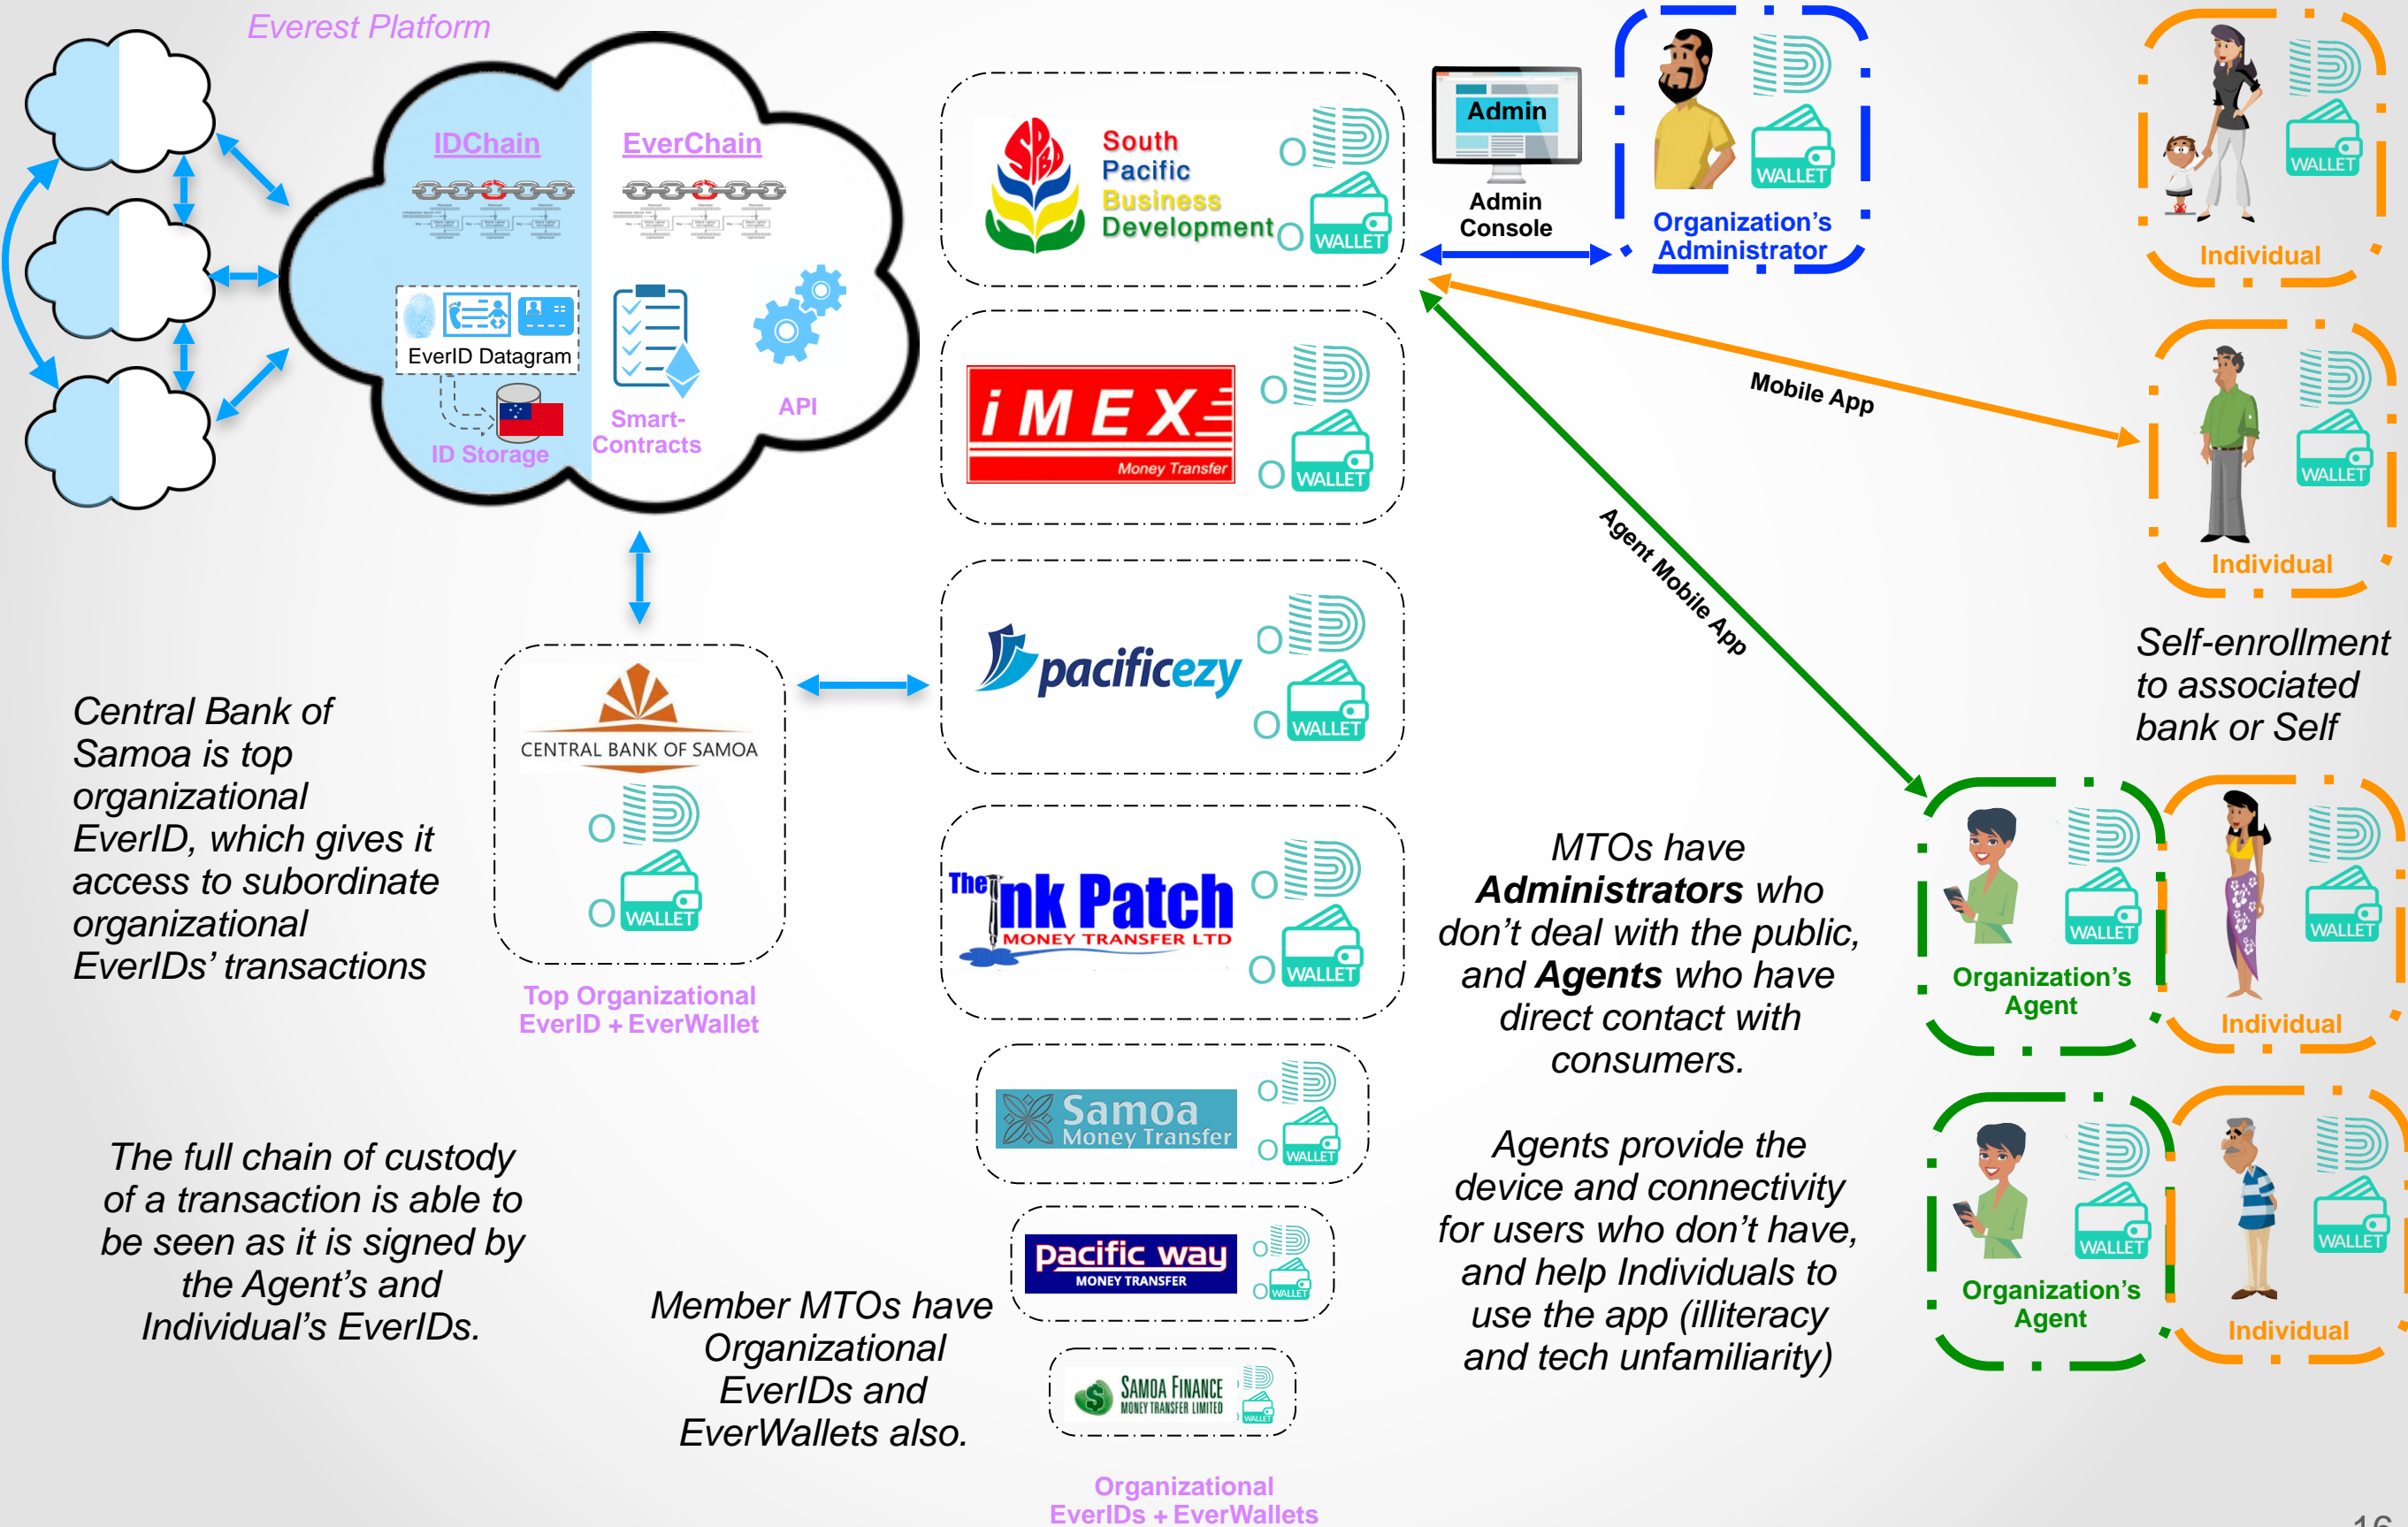 Everest Platform
IDChain
EverChain
EverID Datagram
ID Storage
Smart-
Contracts
API
South
Pacific
Business
Development
WALLET
Admin
Admin
Console
WALLET
Organization's
Administrator
WALLET
Individual
iMEX
Money Transfer
WALLET
Mobile App
Agent Mobile App
WALLET
Individual
Self-enrollment
to associated
bank or Self
pacificezy
WALLET
Central Bank of
Samoa is top
organizational
EverID, which gives it
access to subordinate
organizational
EverIDs' transactions
CENTRAL BANK OF SAMOA
WALLET
Top Organizational
EverID + EverWallet
The Ink Patch
MONEY TRANSFER LTD
WALLET
MTOs have
Administrators who
don't deal with the public,
and Agents who have
direct contact with
consumers.
WALLET
Organization's
Agent
WALLET
Individual
Samoa
Money Transfer
WALLET
The full chain of custody
of a transaction is able to
be seen as it is signed by
the Agent's and
Individual's EverIDs.
Agents provide the
device and connectivity
for users who don't have,
and help Individuals to
use the app (illiteracy
and tech unfamiliarity)
WALLET
Organization's
Agent
WALLET
Individual
pacific way
MONEY TRANSFER
WALLET
Member MTOs have
Organizational
EverIDs and
EverWallets also.
SAMOA FINANCE
MONEY TRANSFER LIMITED
WALLET
Organizational
EverIDs + EverWallets
16